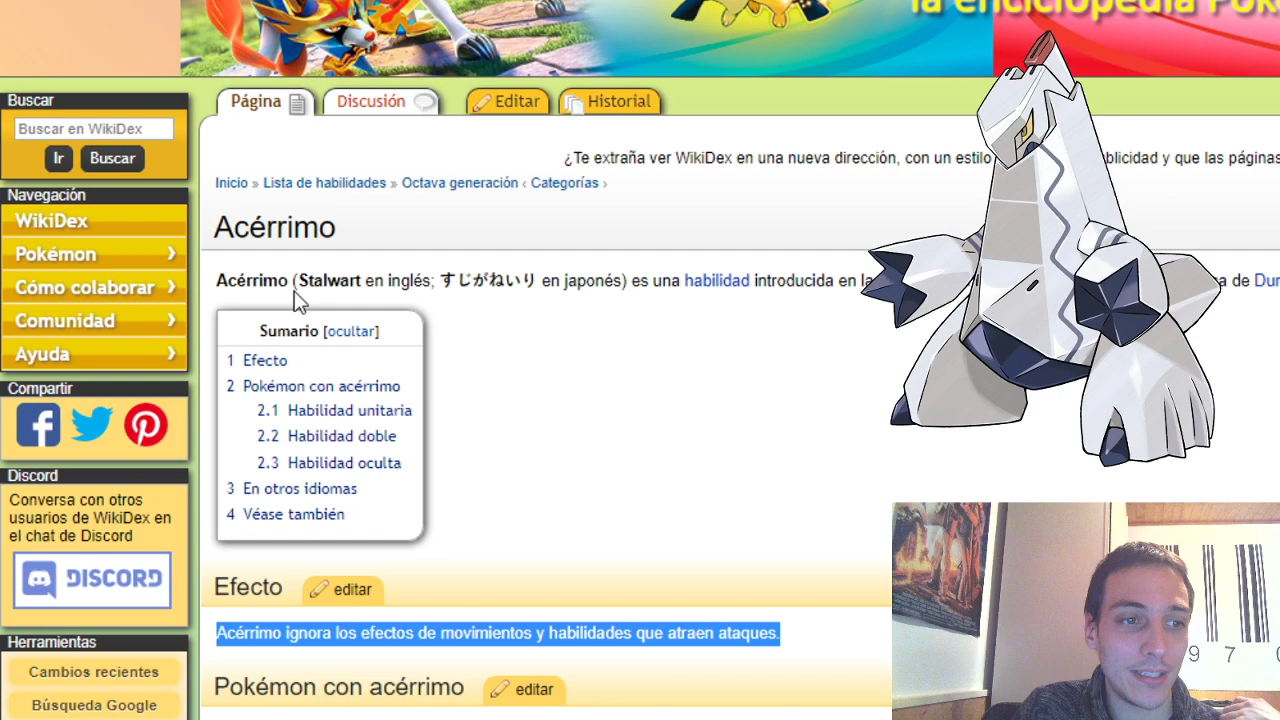 la enciclopedia
Buscar
Buscar en WikiDex
Ir Buscar
Navegación
WikiDex
Pokémon
Cómo colaborar
Comunidad
Ayuda
Compartir
Discord
Conversa con otros
usuarios de WikiDex en
el chat de Discord
DISCORD
Herramientas
Cambios recientes
Búsqueda Google
Página Discusión Editar Historial
¿Te extraña ver WikiDex en una nueva dirección, con un estilo blicidad y que las páginas
Inicio » Lista de habilidades » Octava generación ‹ Categorías ›
Acérrimo
Acérrimo (Stalwart en inglés; すじがねいり en japonés) es una habilidad introducida en la a de Dur
Sumario [ocultar]
1 Efecto
2 Pokémon con acérrimo
2.1 Habilidad unitaria
2.2 Habilidad doble
2.3 Habilidad oculta
3 En otros idiomas
4 Véase también
Efecto editar
Acérrimo ignora los efectos de movimientos y habilidades que atraen ataques.
Pokémon con acérrimo editar
9 7